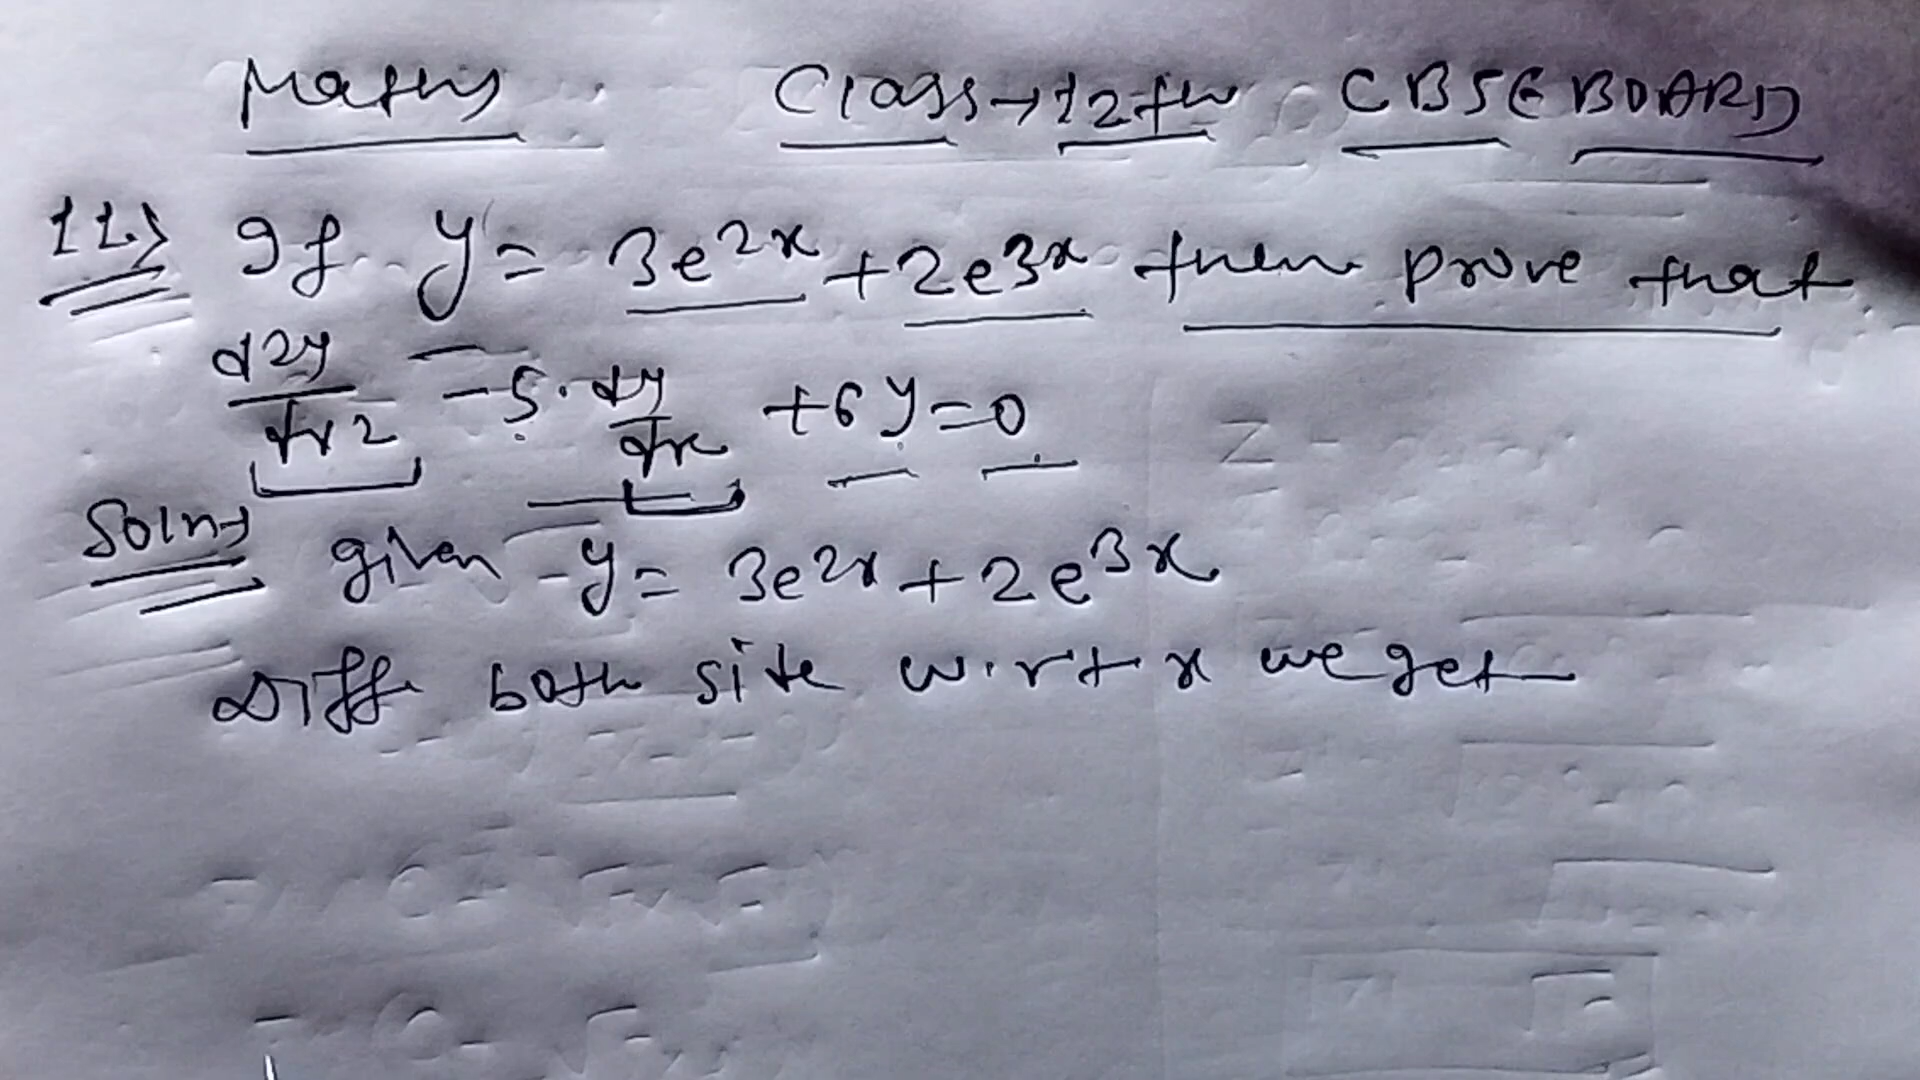 Maths Class → 12th CBSE BOARD
11> If y = 3e^2x + 2e^3x then prove that
d2y/dx2 - 5. dy/dx + 6y = 0
Soln→ given - y = 3e^2x + 2e^3x
Diff both side w.r.t x we get